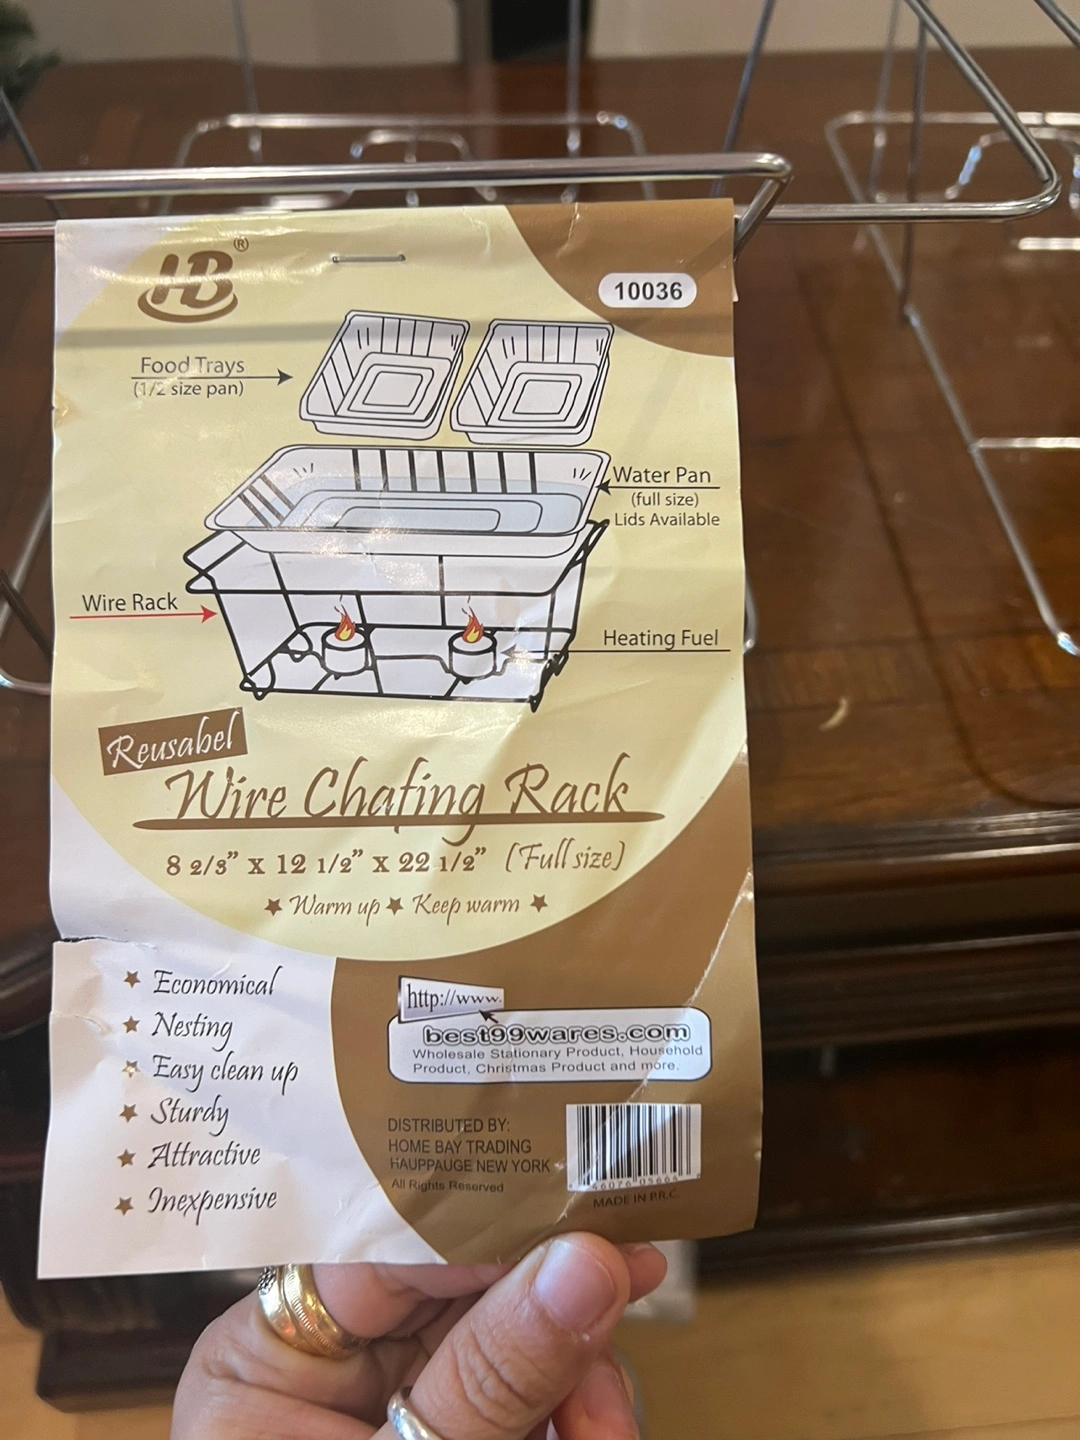 HB®
10036
Food Trays
(1/2 size pan)
Water Pan
(full size)
Lids Available
Wire Rack
Heating Fuel
Reusabel
Wire Chafing Rack
8 2/3” x 12 1/2” x 22 1/2” (Full size)
★ Warm up ★ Keep warm ★
★ Economical
★ Nesting
★ Easy clean up
★ Sturdy
★ Attractive
★ Inexpensive
http://www.
best99wares.com
Wholesale Stationary Product, Household
Product, Christmas Product and more.
DISTRIBUTED BY:
HOME BAY TRADING
HAUPPAUGE NEW YORK
All Rights Reserved
MADE IN P.R.C.